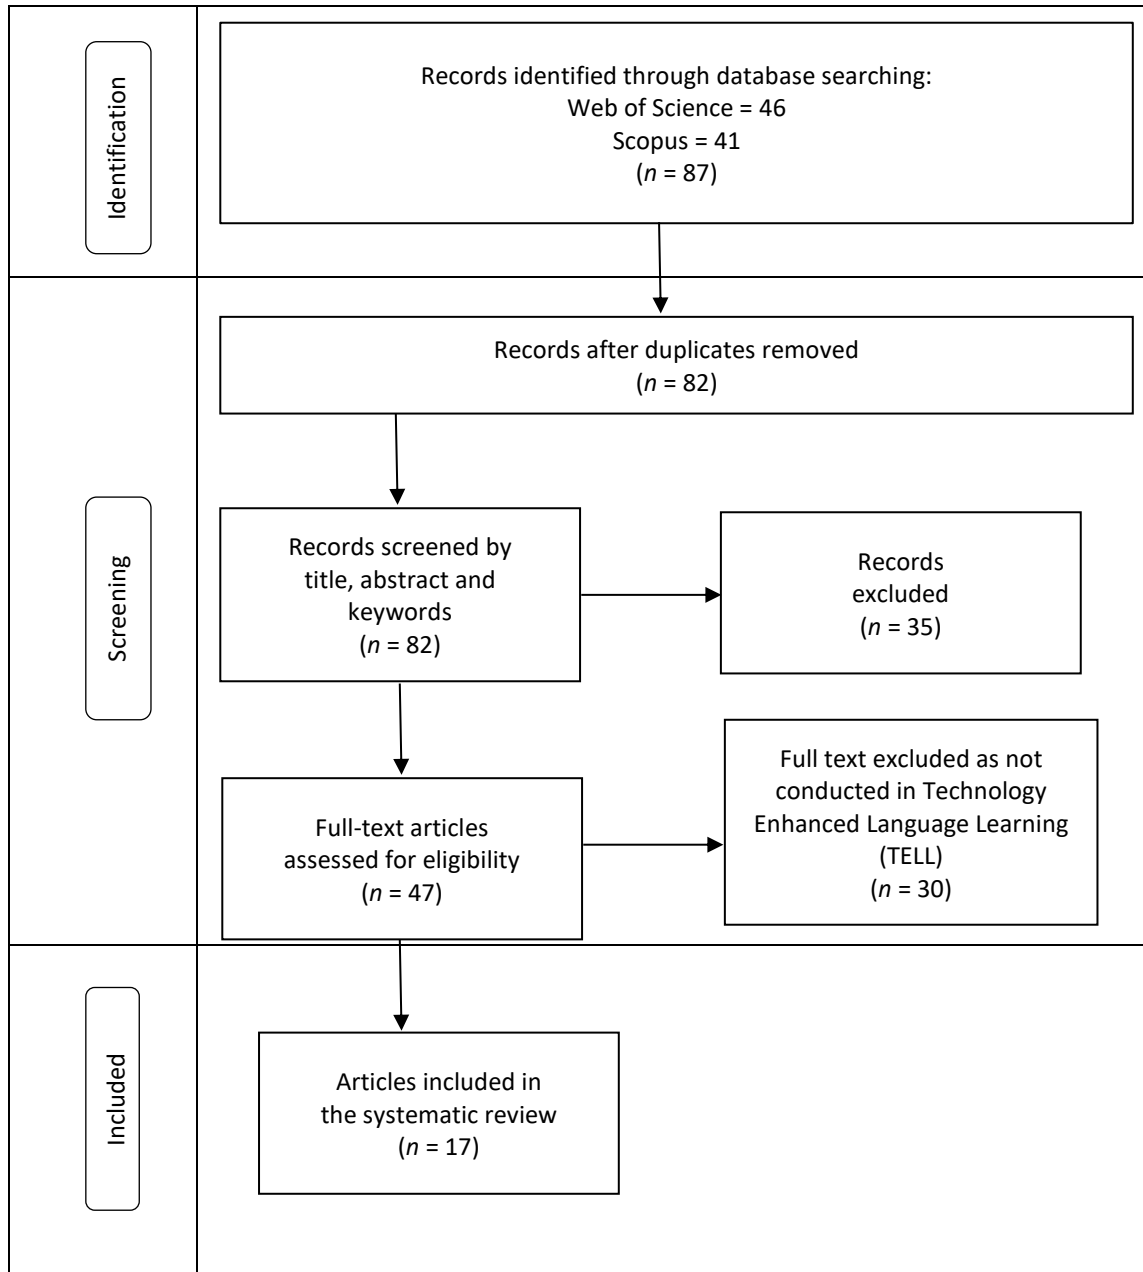 Identification
Records identified through database searching:
Web of Science = 46
Scopus = 41
(n = 87)
Screening
Records after duplicates removed
(n = 82)
Records screened by
title, abstract and
keywords
(n = 82)
Records
excluded
(n = 35)
Full-text articles
assessed for eligibility
(n = 47)
Full text excluded as not
conducted in Technology
Enhanced Language Learning
(TELL)
(n = 30)
Included
Articles included in
the systematic review
(n = 17)